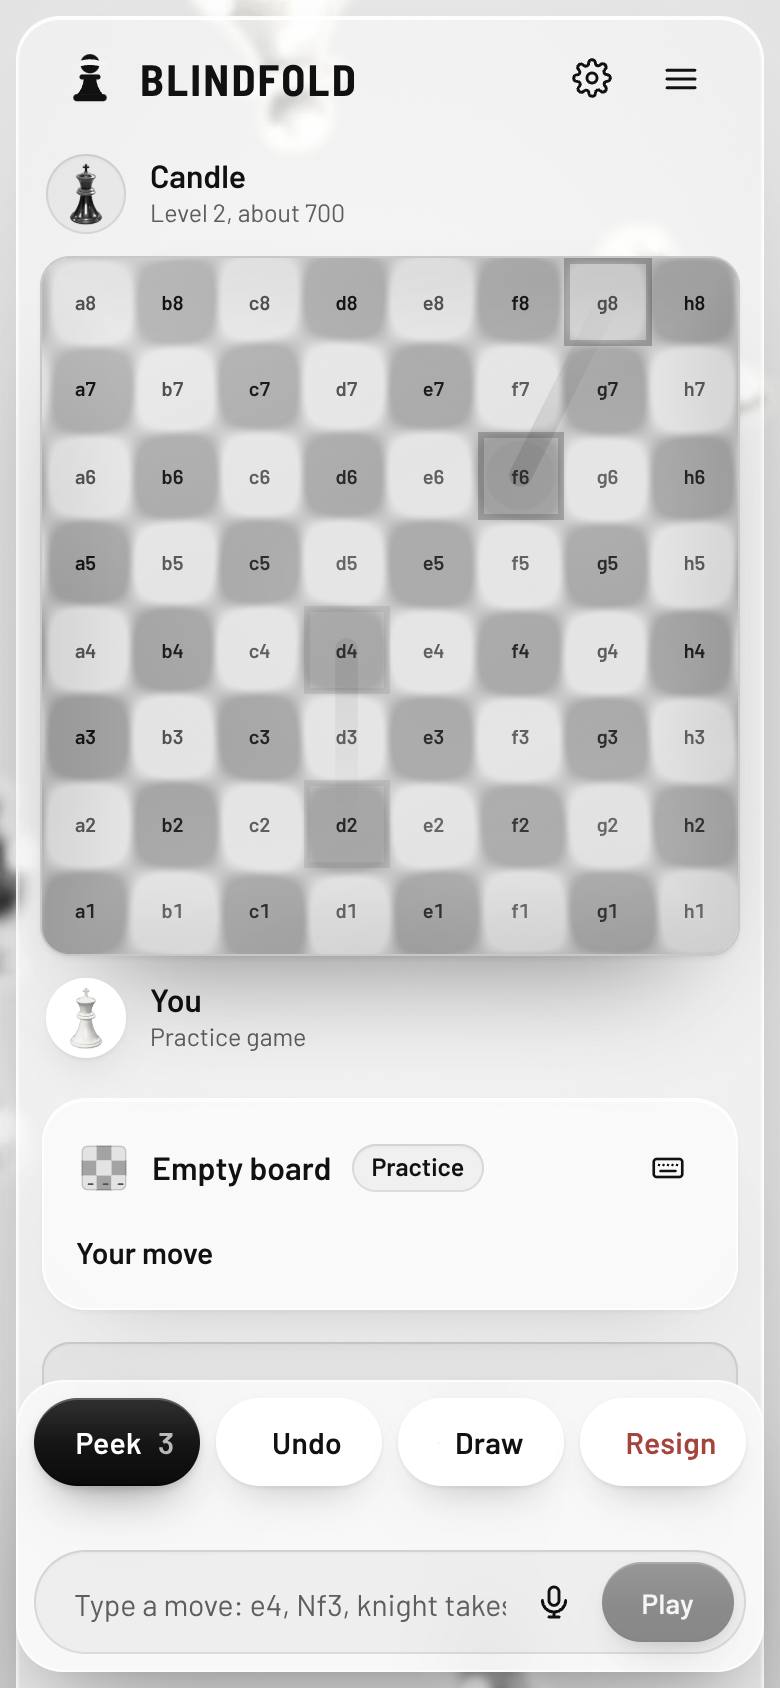 BLINDFOLD
Candle
Level 2, about 700
a8 b8 c8 d8 e8 f8 g8 h8
a7 b7 c7 d7 e7 f7 g7 h7
a6 b6 c6 d6 e6 f6 g6 h6
a5 b5 c5 d5 e5 f5 g5 h5
a4 b4 c4 d4 e4 f4 g4 h4
a3 b3 c3 d3 e3 f3 g3 h3
a2 b2 c2 d2 e2 f2 g2 h2
a1 b1 c1 d1 e1 f1 g1 h1
You
Practice game
Empty board Practice
Your move
Peek 3 Undo Draw Resign
Type a move: e4, Nf3, knight takes Play